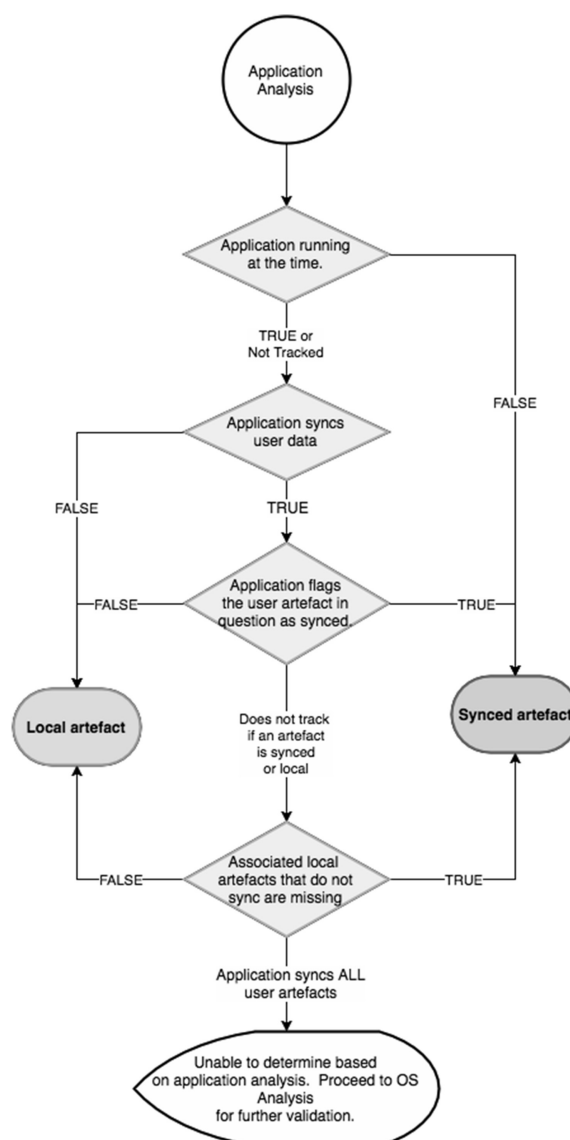 Application
Analysis
Application running
at the time.
TRUE or
Not Tracked
FALSE
Application syncs
user data
FALSE
TRUE
Application flags
the user artefact in
question as synced.
FALSE
TRUE
Local artefact
Synced artefact
Does not track
if an artefact
is synced
or local
Associated local
artefacts that do not
sync are missing
FALSE
TRUE
Application syncs ALL
user artefacts
Unable to determine based
on application analysis.  Proceed to OS
Analysis
for further validation.